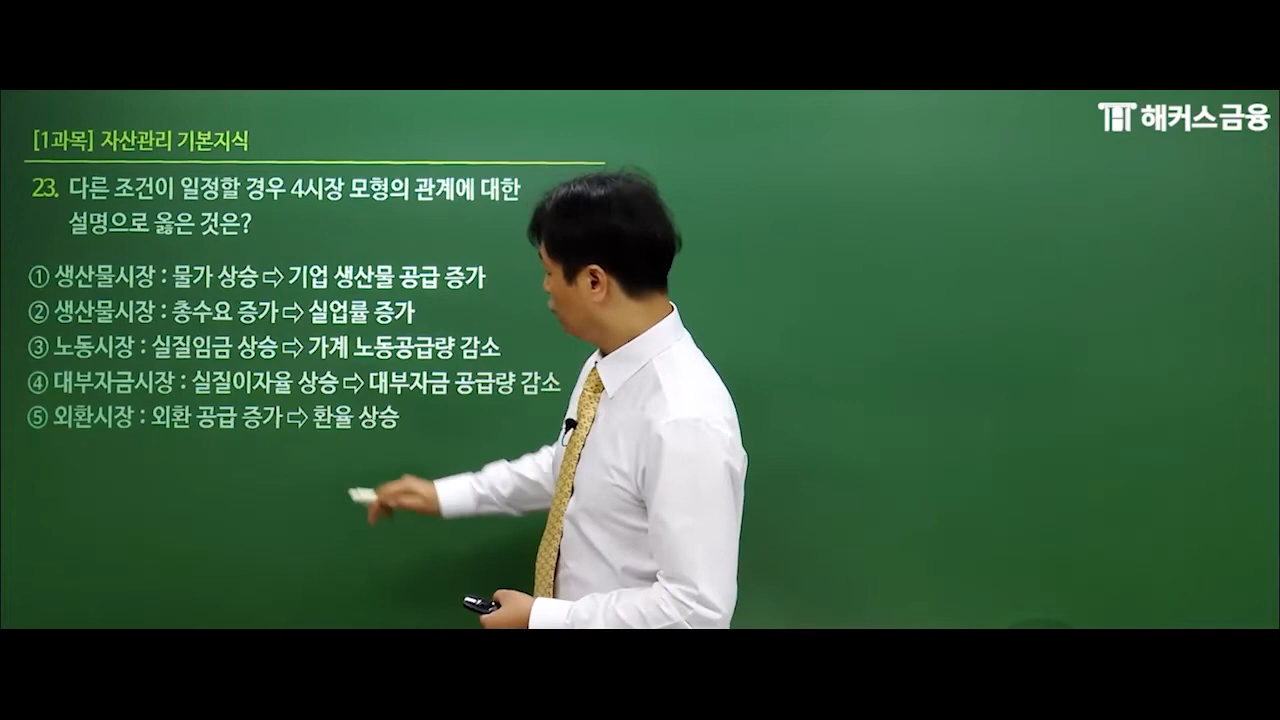 해커스금융
[1과목] 자산관리 기본지식
23. 다른 조건이 일정할 경우 4시장 모형의 관계에 대한
설명으로 옳은 것은?
① 생산물시장 : 물가 상승 ⇨ 기업 생산물 공급 증가
② 생산물시장 : 총수요 증가 ⇨ 실업률 증가
③ 노동시장 : 실질임금 상승 ⇨ 가계 노동공급량 감소
④ 대부자금시장 : 실질이자율 상승 ⇨ 대부자금 공급량 감소
⑤ 외환시장 : 외환 공급 증가 ⇨ 환율 상승